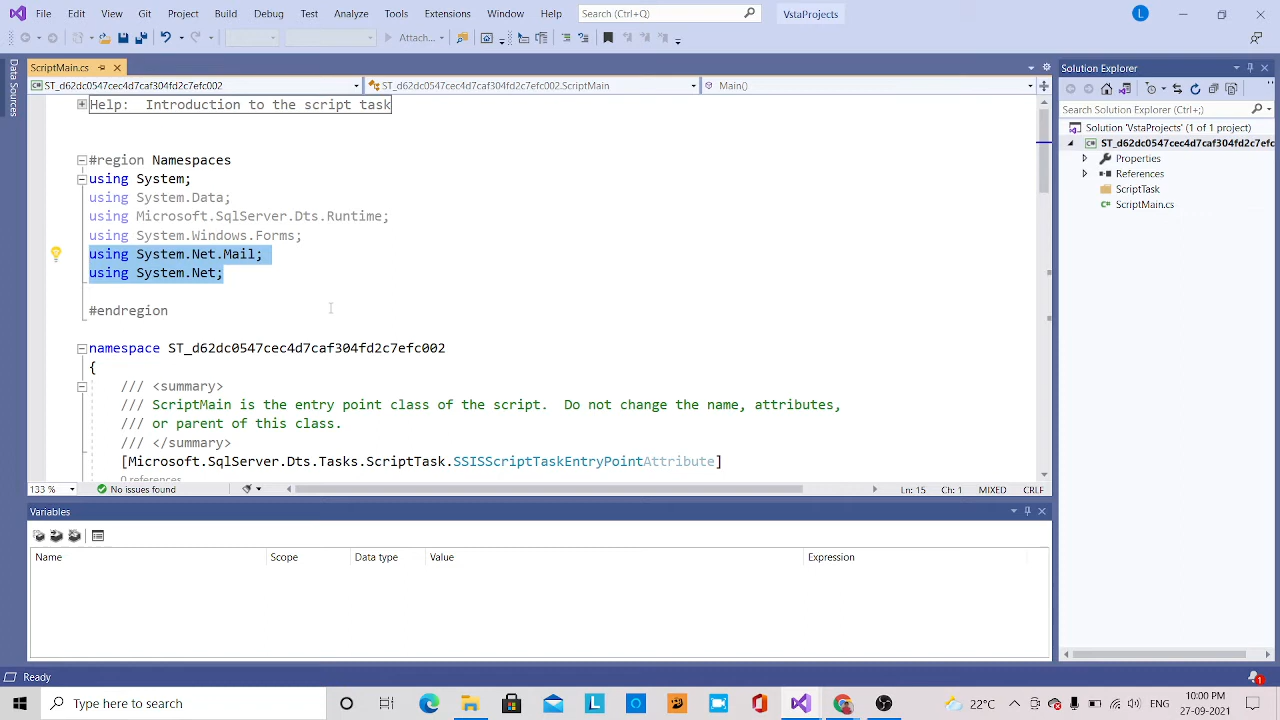 File Edit View Git Project Build Debug Test Analyze Tools Extensions Window Help Search (Ctrl+Q) VstaProjects L
Attach...
Data Sources
ScriptMain.cs
ST_d62dc0547cec4d7caf304fd2c7efc002 ST_d62dc0547cec4d7caf304fd2c7efc002.ScriptMain Main()
Help: Introduction to the script task
#region Namespaces
using System;
using System.Data;
using Microsoft.SqlServer.Dts.Runtime;
using System.Windows.Forms;
using System.Net.Mail;
using System.Net;
#endregion
namespace ST_d62dc0547cec4d7caf304fd2c7efc002
{
/// <summary>
/// ScriptMain is the entry point class of the script. Do not change the name, attributes,
/// or parent of this class.
/// </summary>
[Microsoft.SqlServer.Dts.Tasks.ScriptTask.SSISScriptTaskEntryPointAttribute]
0 references
133 % No issues found Ln: 15 Ch: 1 MIXED CRLF
Solution Explorer
Search Solution Explorer (Ctrl+;)
Solution 'VstaProjects' (1 of 1 project)
ST_d62dc0547cec4d7caf304fd2c7efc
Properties
References
ScriptTask
ScriptMain.cs
Variables
Name Scope Data type Value Expression
Ready 1
Type here to search
22°C ENG
10:00 PM
27-09-2021